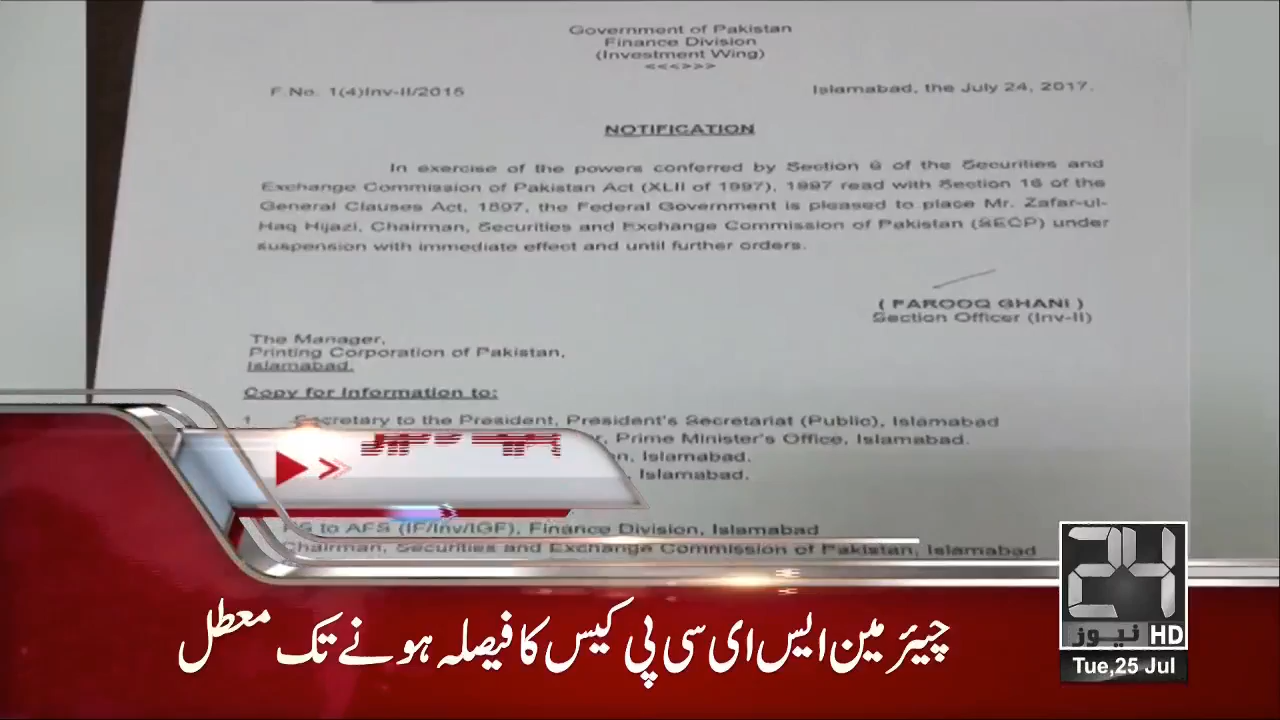 Government of Pakistan
Finance Division
(Investment Wing)
<<<>>>
F.No. 1(4)Inv-II/2015
Islamabad, the July 24, 2017.
NOTIFICATION
In exercise of the powers conferred by Section 6 of the Securities and
Exchange Commission of Pakistan Act (XLII of 1997), 1997 read with Section 16 of the
General Clauses Act, 1897, the Federal Government is pleased to place Mr. Zafar-ul-
Haq Hijazi, Chairman, Securities and Exchange Commission of Pakistan (SECP) under
suspension with immediate effect and until further orders.
( FAROOQ GHANI )
Section Officer (Inv-II)
The Manager,
Printing Corporation of Pakistan,
Islamabad.
Copy for Information to:
Secretary to the President, President's Secretariat (Public), Islamabad
, Prime Minister's Office, Islamabad.
Islamabad.
, Islamabad.
to AFS (IF/Inv/IGF), Finance Division, Islamabad
Chairman, Securities and Exchange Commission of Pakistan, Islamabad
چیئر مین ایس ای سی پی کیس کا فیصلہ ہونے تک معطل
24
نیوز HD
Tue,25 Jul